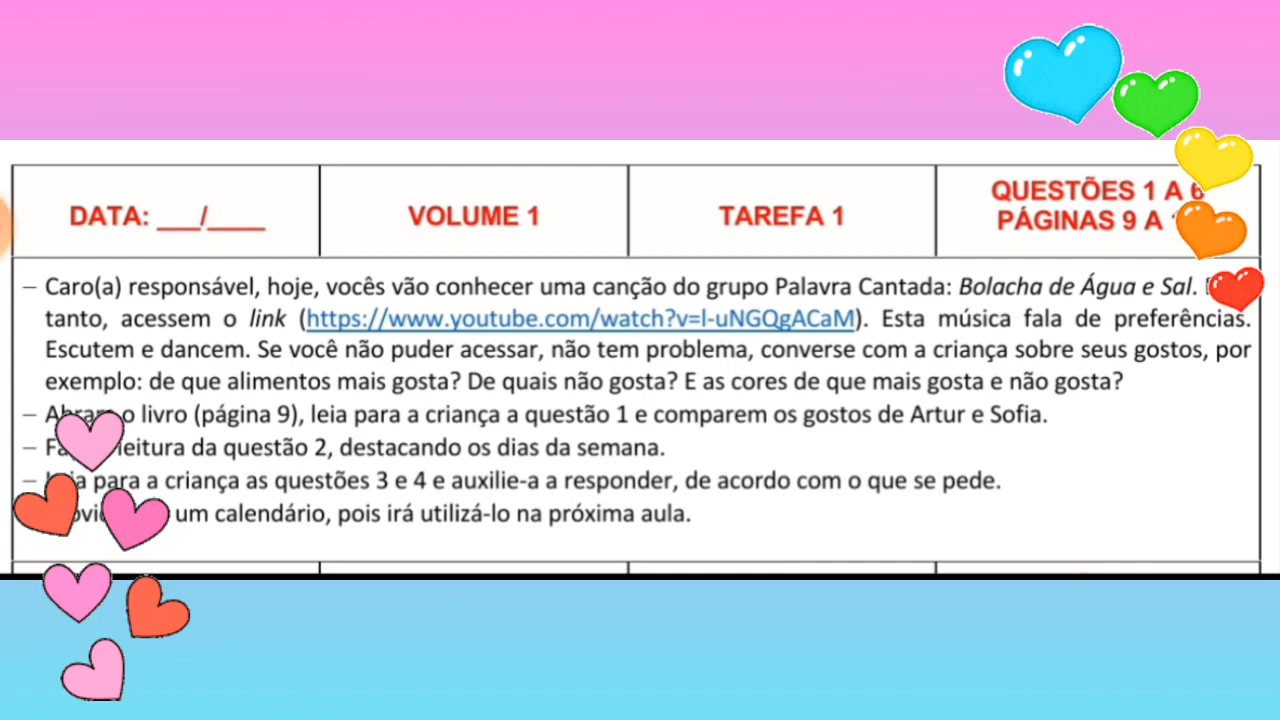 DATA: ___/____
VOLUME 1
TAREFA 1
QUESTÕES 1 A 6
PÁGINAS 9 A
– Caro(a) responsável, hoje, vocês vão conhecer uma canção do grupo Palavra Cantada: Bolacha de Água e Sal.
tanto, acessem o link (https://www.youtube.com/watch?v=l-uNGQgACaM). Esta música fala de preferências.
Escutem e dancem. Se você não puder acessar, não tem problema, converse com a criança sobre seus gostos, por
exemplo: de que alimentos mais gosta? De quais não gosta? E as cores de que mais gosta e não gosta?
– o livro (página 9), leia para a criança a questão 1 e comparem os gostos de Artur e Sofia.
– leitura da questão 2, destacando os dias da semana.
– para a criança as questões 3 e 4 e auxilie-a a responder, de acordo com o que se pede.
um calendário, pois irá utilizá-lo na próxima aula.